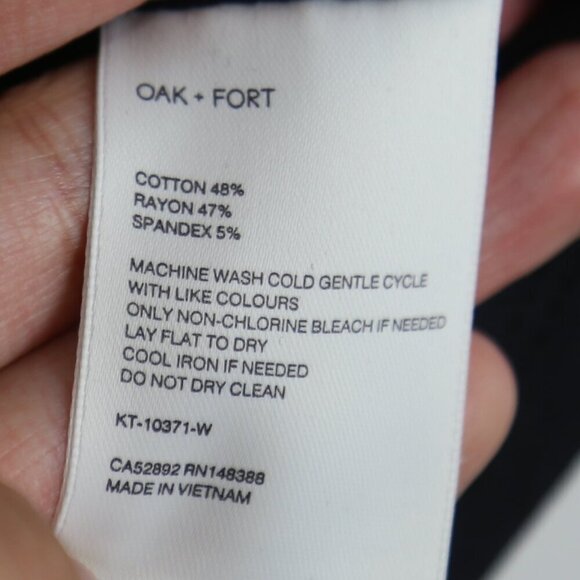 OAK + FORT
COTTON 48%
RAYON 47%
SPANDEX 5%
MACHINE WASH COLD GENTLE CYCLE
WITH LIKE COLOURS
ONLY NON-CHLORINE BLEACH IF NEEDED
LAY FLAT TO DRY
COOL IRON IF NEEDED
DO NOT DRY CLEAN
KT-10371-W
CA52892 RN148388
MADE IN VIETNAM